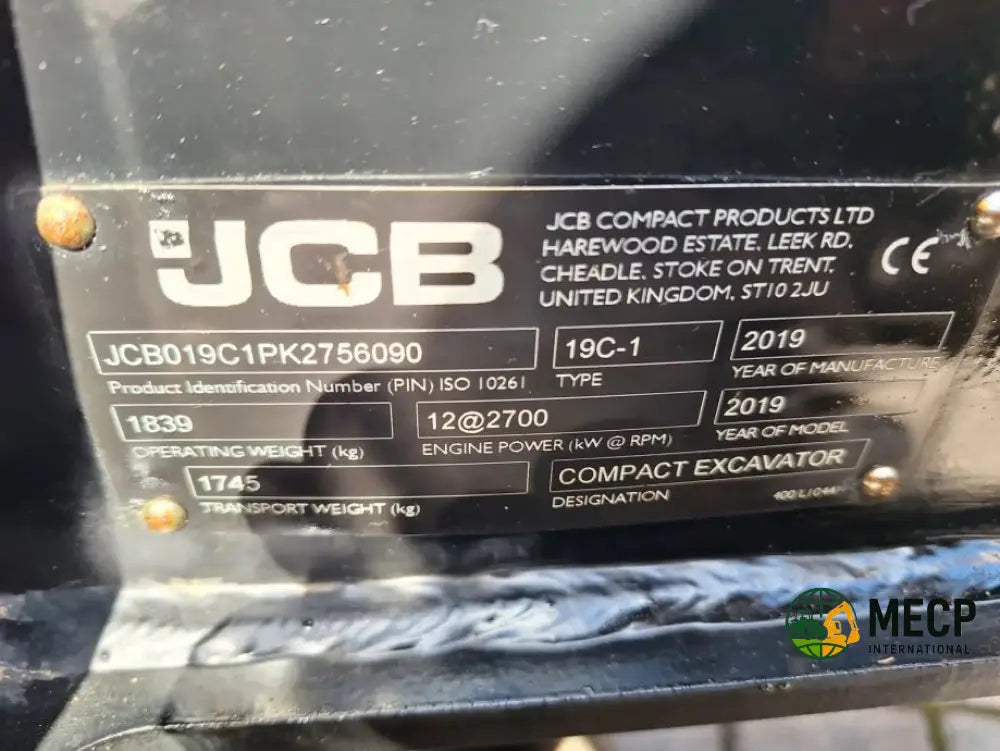 JCB
JCB COMPACT PRODUCTS LTD
HAREWOOD ESTATE, LEEK RD,
CHEADLE, STOKE ON TRENT,
UNITED KINGDOM, ST10 2JU
CE
JCB019C1PK2756090
Product Identification Number (PIN) ISO 10261
19C-1
TYPE
2019
YEAR OF MANUFACTURE
1839
OPERATING WEIGHT (kg)
12@2700
ENGINE POWER (kW @ RPM)
2019
YEAR OF MODEL
1745
TRANSPORT WEIGHT (kg)
COMPACT EXCAVATOR
DESIGNATION
MECP
INTERNATIONAL